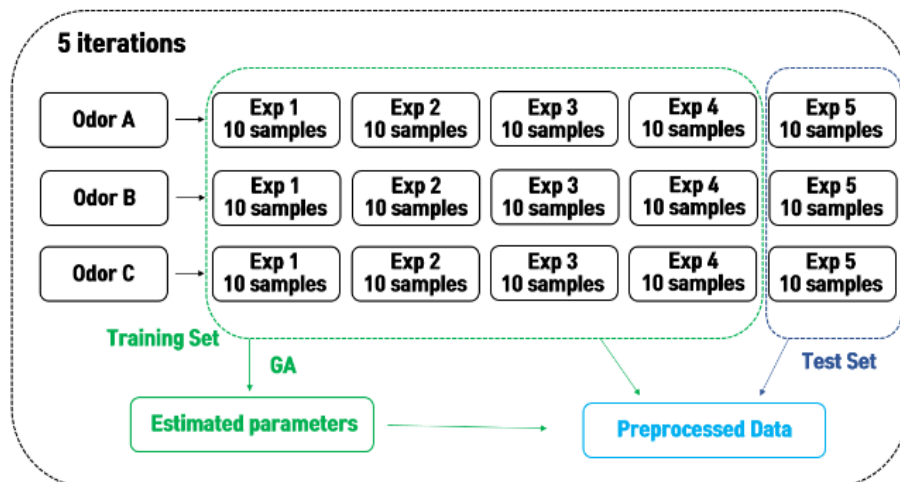 5 iterations
Odor A
Exp 1
10 samples
Exp 2
10 samples
Exp 3
10 samples
Exp 4
10 samples
Exp 5
10 samples
Odor B
Exp 1
10 samples
Exp 2
10 samples
Exp 3
10 samples
Exp 4
10 samples
Exp 5
10 samples
Odor C
Exp 1
10 samples
Exp 2
10 samples
Exp 3
10 samples
Exp 4
10 samples
Exp 5
10 samples
Training Set
GA
Test Set
Estimated parameters
Preprocessed Data